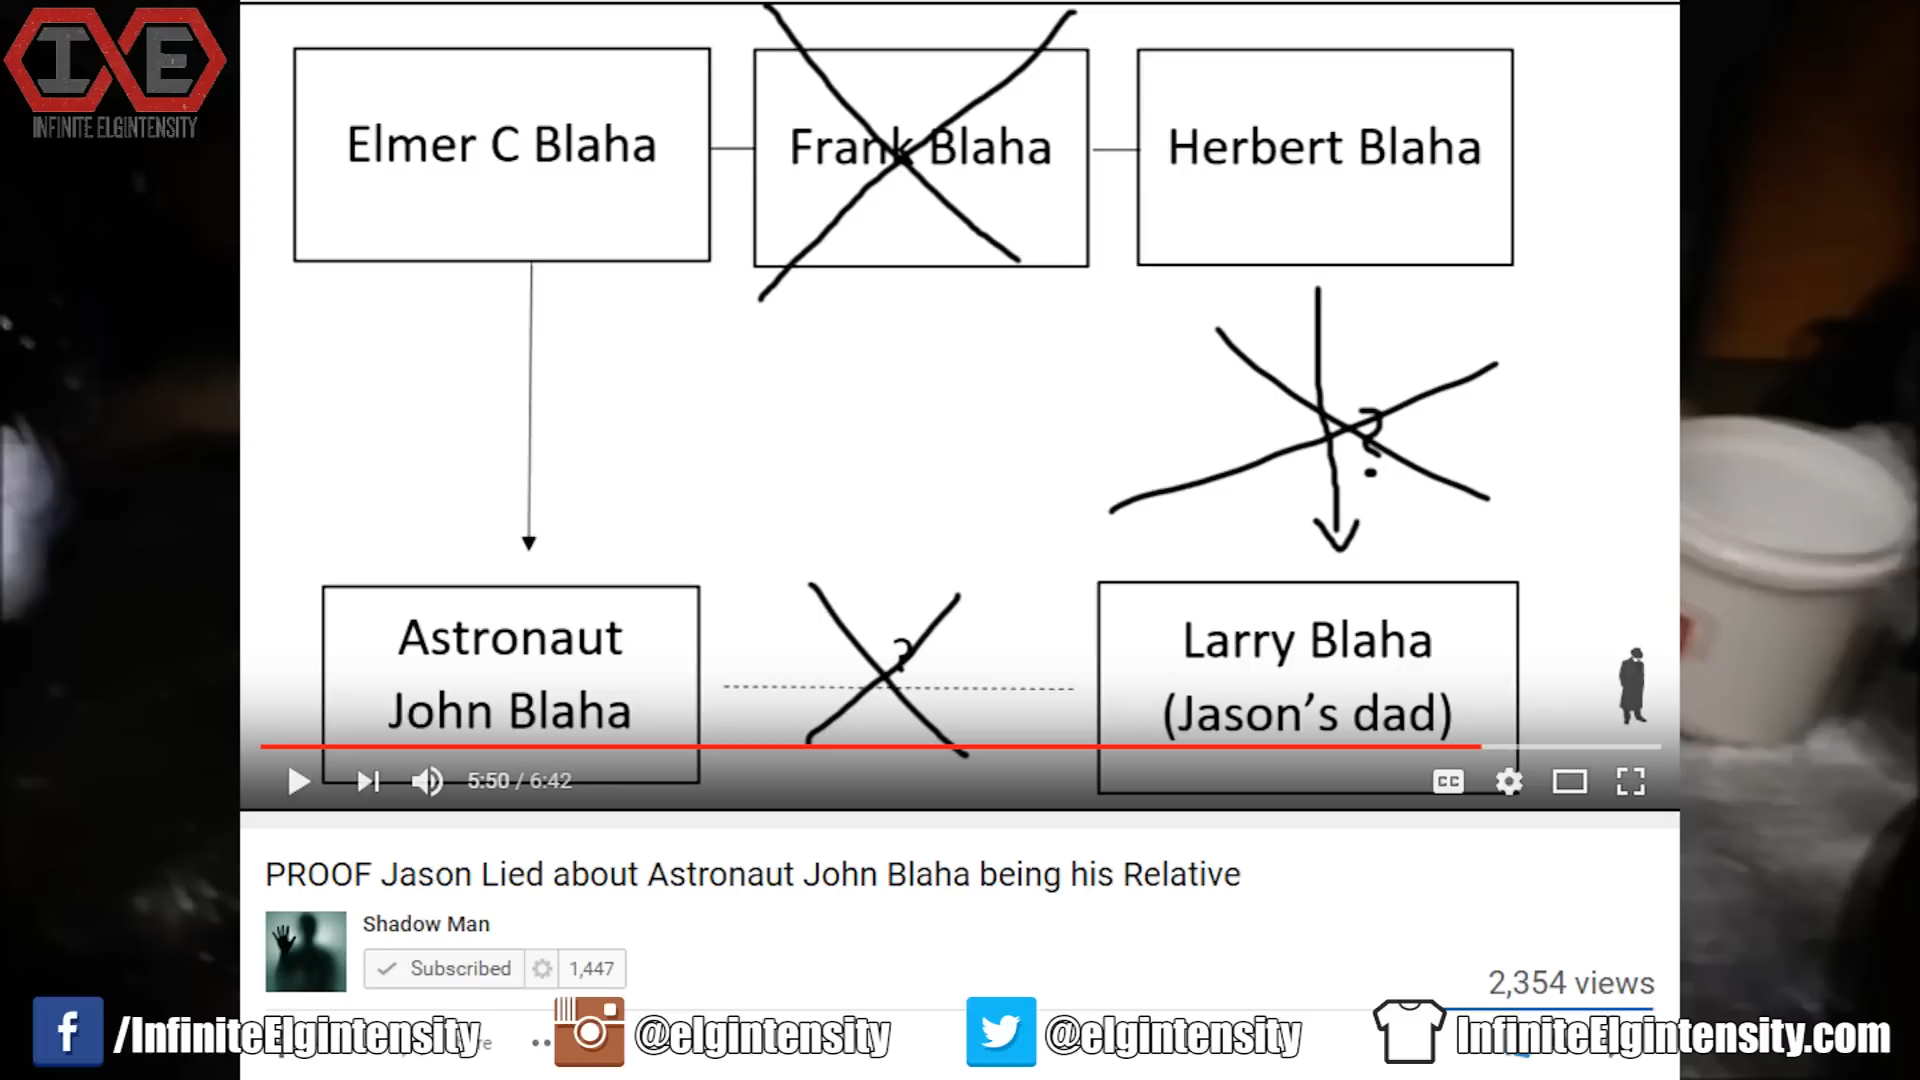 IE
INFINITE ELGINTENSITY
Elmer C Blaha
Frank Blaha
Herbert Blaha
?
?
Astronaut
John Blaha
Larry Blaha
(Jason's dad)
5:50 / 6:42
CC
PROOF Jason Lied about Astronaut John Blaha being his Relative
Shadow Man
Subscribed
1,447
2,354 views
f
/InfiniteElgintensity
@elgintensity
@elgintensity
InfiniteElgintensity.com